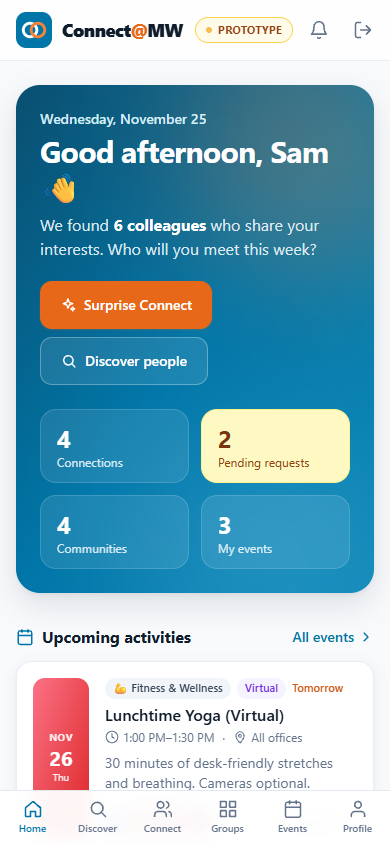 Connect@MW
PROTOTYPE
Wednesday, November 25
Good afternoon, Sam
👋
We found 6 colleagues who share your
interests. Who will you meet this week?
Surprise Connect
Discover people
4
Connections
2
Pending requests
4
Communities
3
My events
Upcoming activities
All events
NOV
26
Thu
💪 Fitness & Wellness
Virtual
Tomorrow
Lunchtime Yoga (Virtual)
1:00 PM–1:30 PM · All offices
30 minutes of desk-friendly stretches
and breathing. Cameras optional.
Home
Discover
Connect
Groups
Events
Profile